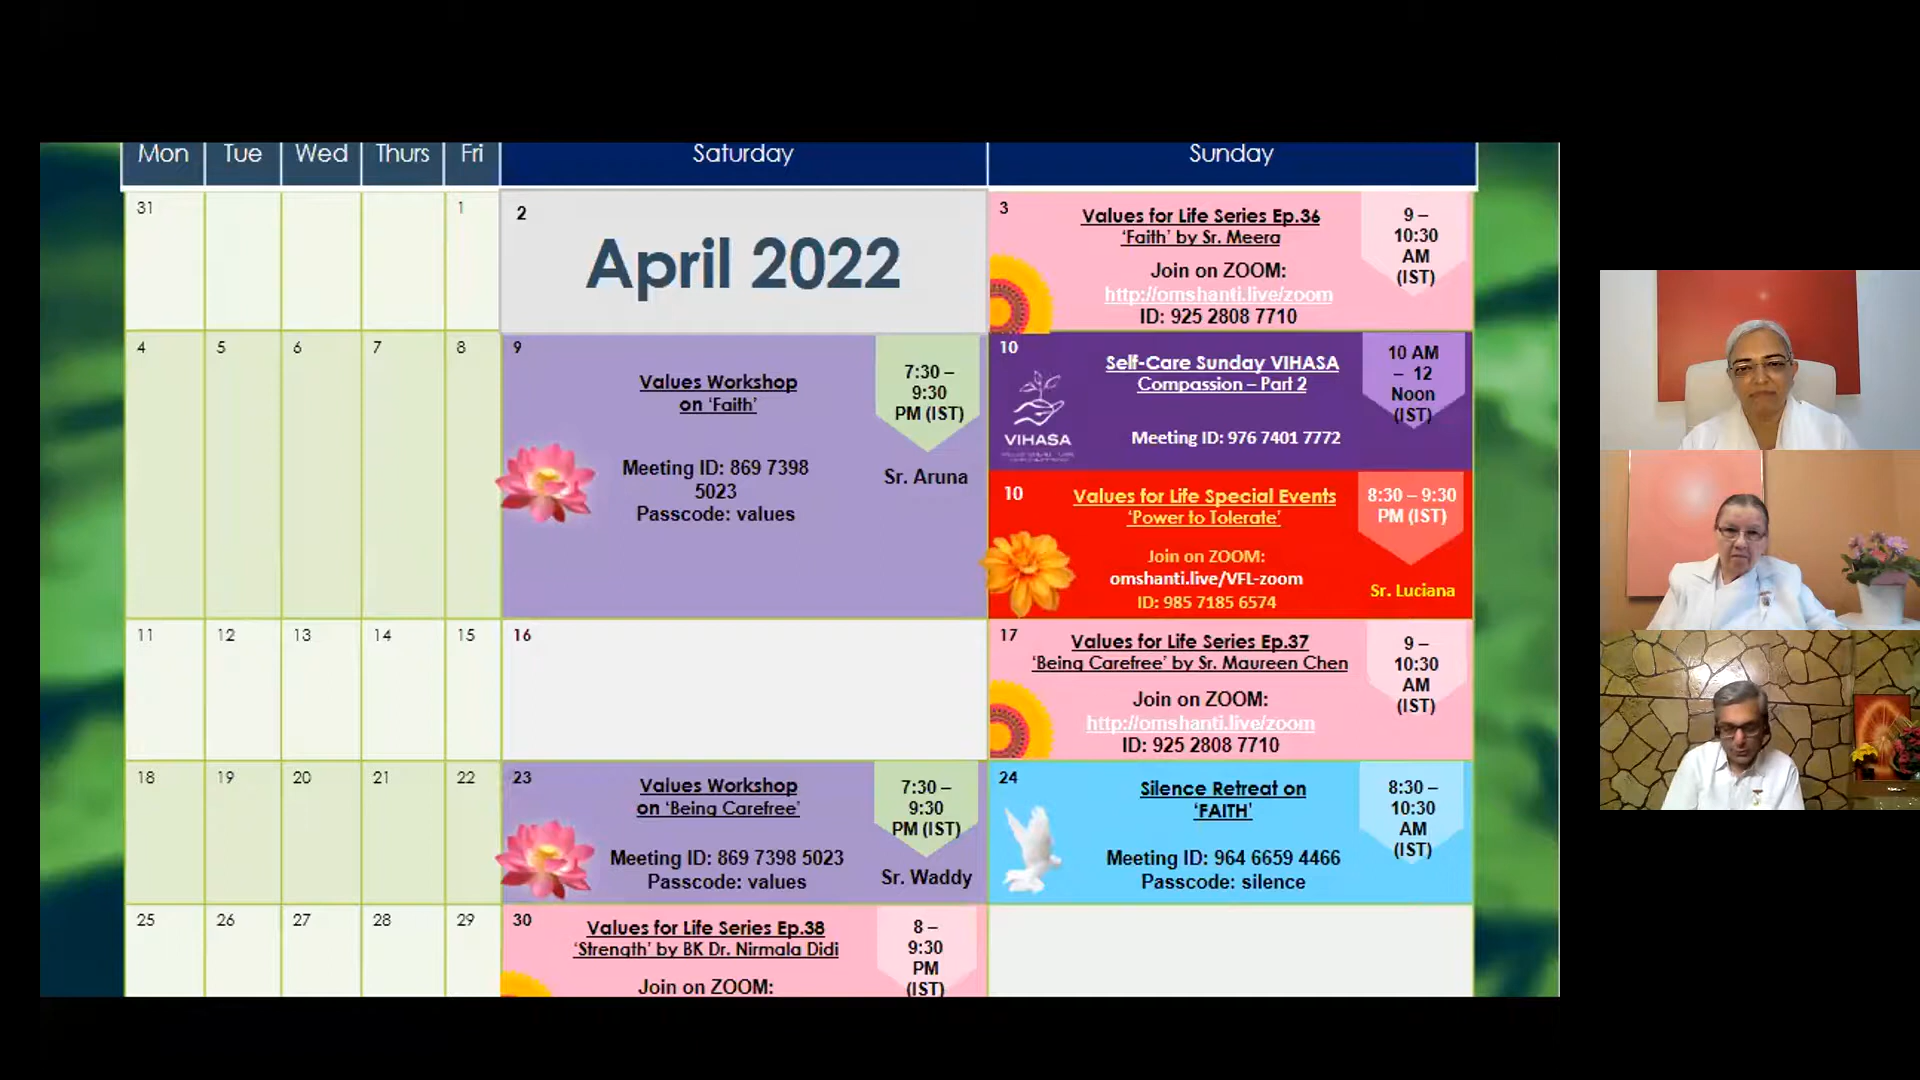 Mon Tue Wed Thurs Fri Saturday Sunday
31
1
2
April 2022
3
Values for Life Series Ep.36
'Faith' by Sr. Meera
Join on ZOOM:
http://omshanti.live/zoom
ID: 925 2808 7710
9 –
10:30
AM
(IST)
4 5 6 7 8
9
Values Workshop
on 'Faith'
Meeting ID: 869 7398
5023
Passcode: values
7:30 –
9:30
PM (IST)
Sr. Aruna
10
VIHASA
Self-Care Sunday VIHASA
Compassion – Part 2
Meeting ID: 976 7401 7772
10 AM
– 12
Noon
(IST)
10
Values for Life Special Events
'Power to Tolerate'
Join on ZOOM:
omshanti.live/VFL-zoom
ID: 985 7185 6574
8:30 – 9:30
PM (IST)
Sr. Luciana
11 12 13 14 15
16
17
Values for Life Series Ep.37
'Being Carefree' by Sr. Maureen Chen
Join on ZOOM:
http://omshanti.live/zoom
ID: 925 2808 7710
9 –
10:30
AM
(IST)
18 19 20 21 22
23
Values Workshop
on 'Being Carefree'
Meeting ID: 869 7398 5023
Passcode: values
7:30 –
9:30
PM (IST)
Sr. Waddy
24
Silence Retreat on
'FAITH'
Meeting ID: 964 6659 4466
Passcode: silence
8:30 –
10:30
AM
(IST)
25 26 27 28 29
30
Values for Life Series Ep.38
'Strength' by BK Dr. Nirmala Didi
Join on ZOOM:
8 –
9:30
PM
(IST)